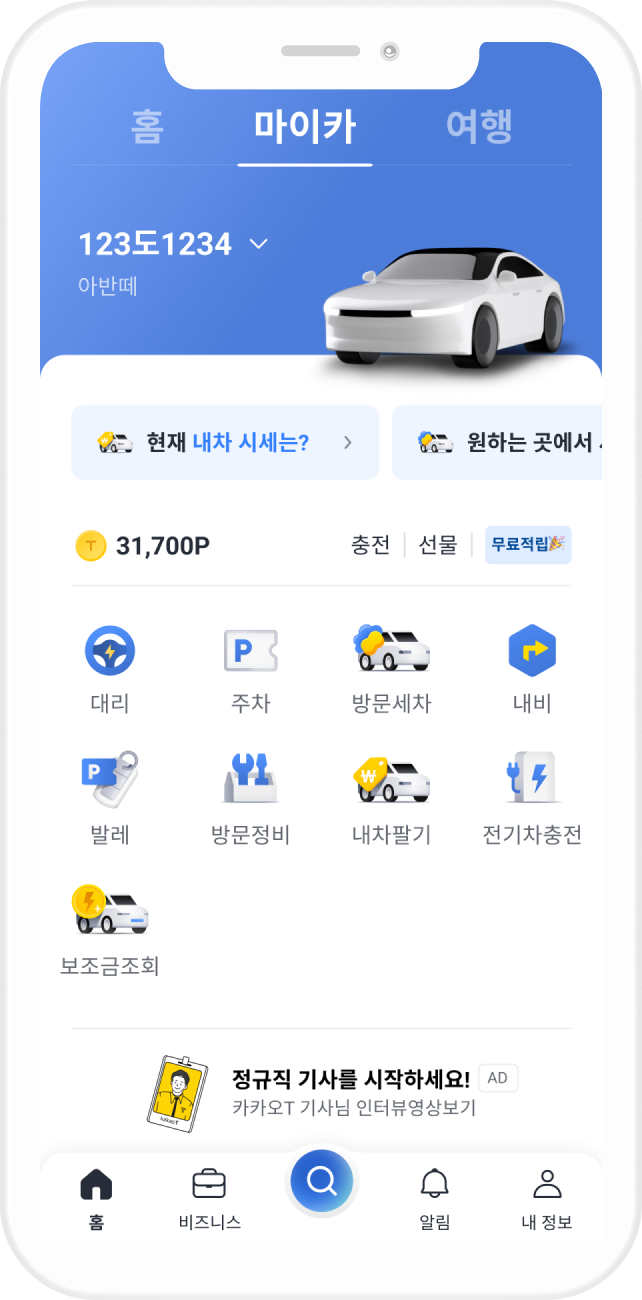 홈 마이카 여행
123도1234
아반떼
현재 내차 시세는?
원하는 곳에서
T 31,700P 충전 선물 무료적립
P
대리 주차 방문세차 내비
P ₩
발레 방문정비 내차팔기 전기차충전
보조금조회
정규직 기사를 시작하세요! AD
카카오T 기사님 인터뷰영상보기
kakaoT
홈 비즈니스 알림 내 정보